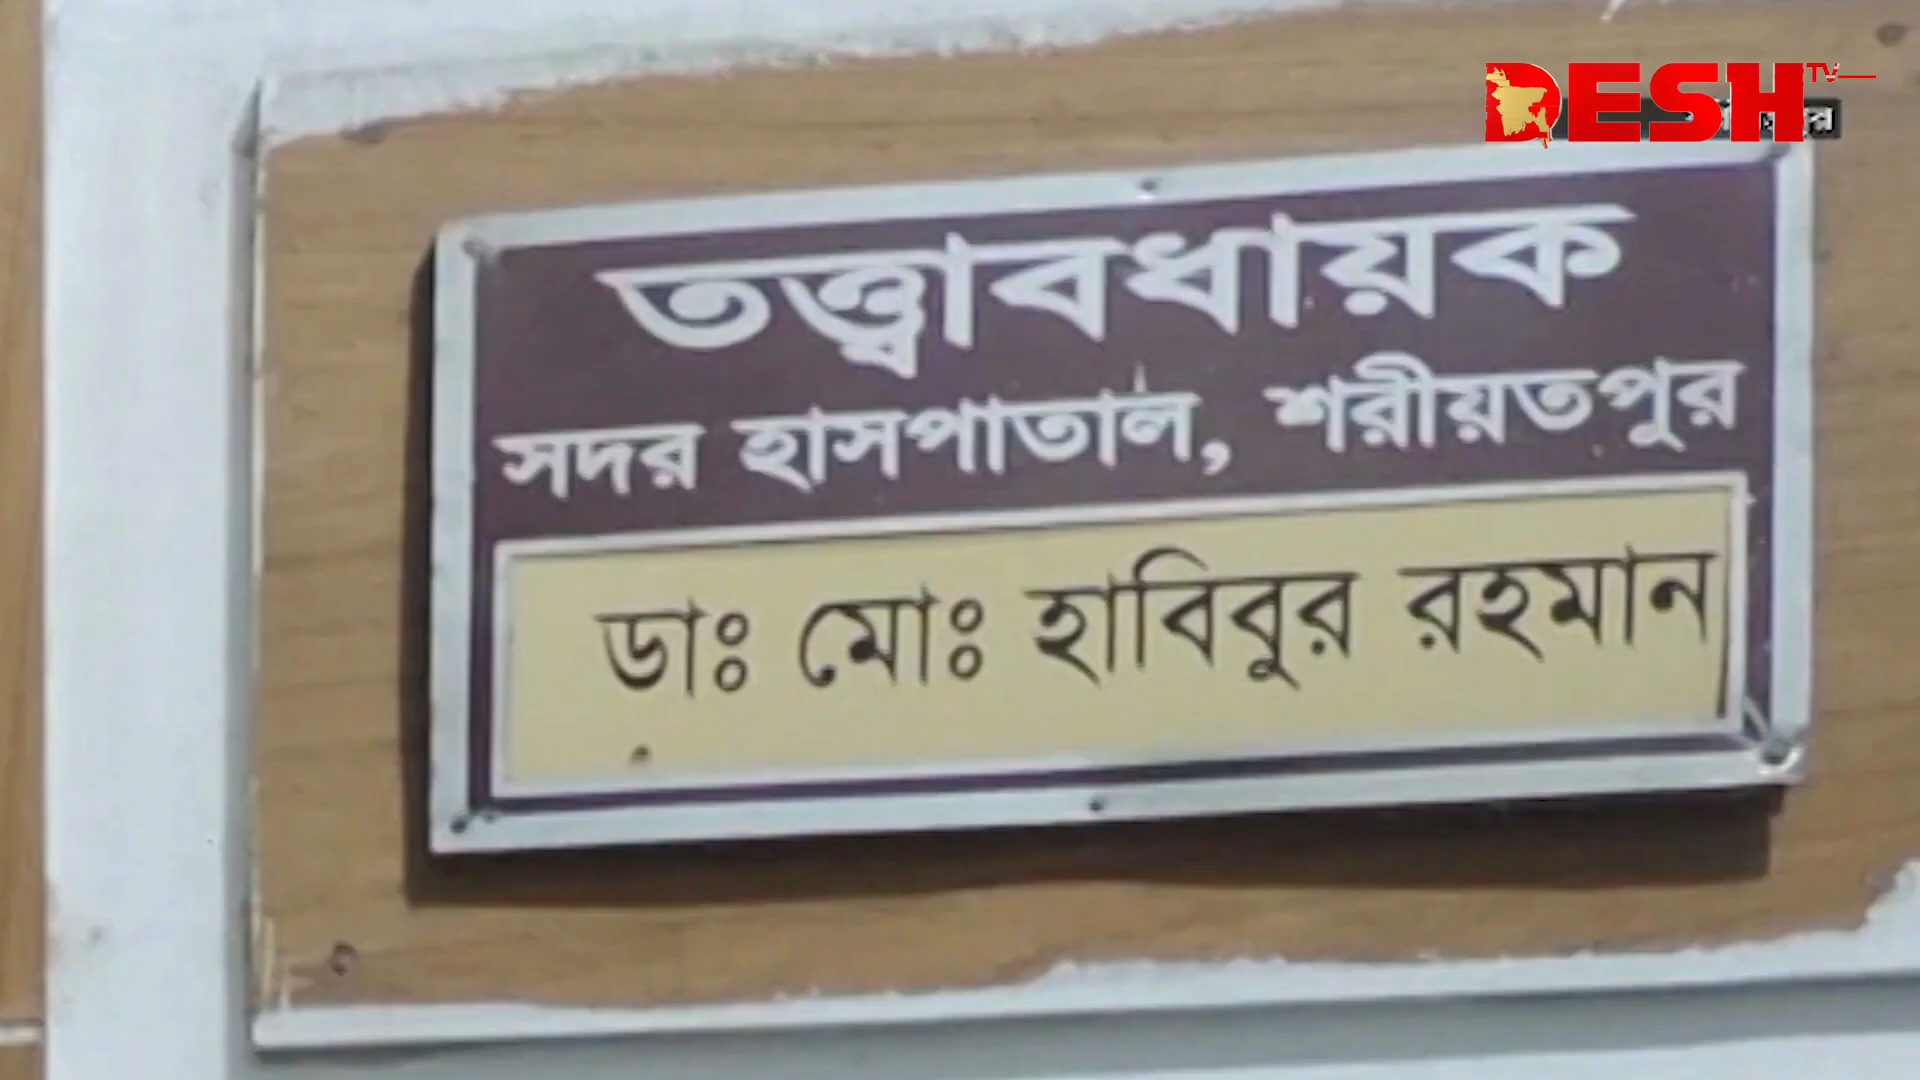 DESH TV
তত্ত্বাবধায়ক
সদর হাসপাতাল, শরীয়তপুর
ডাঃ মোঃ হাবিবুর রহমান